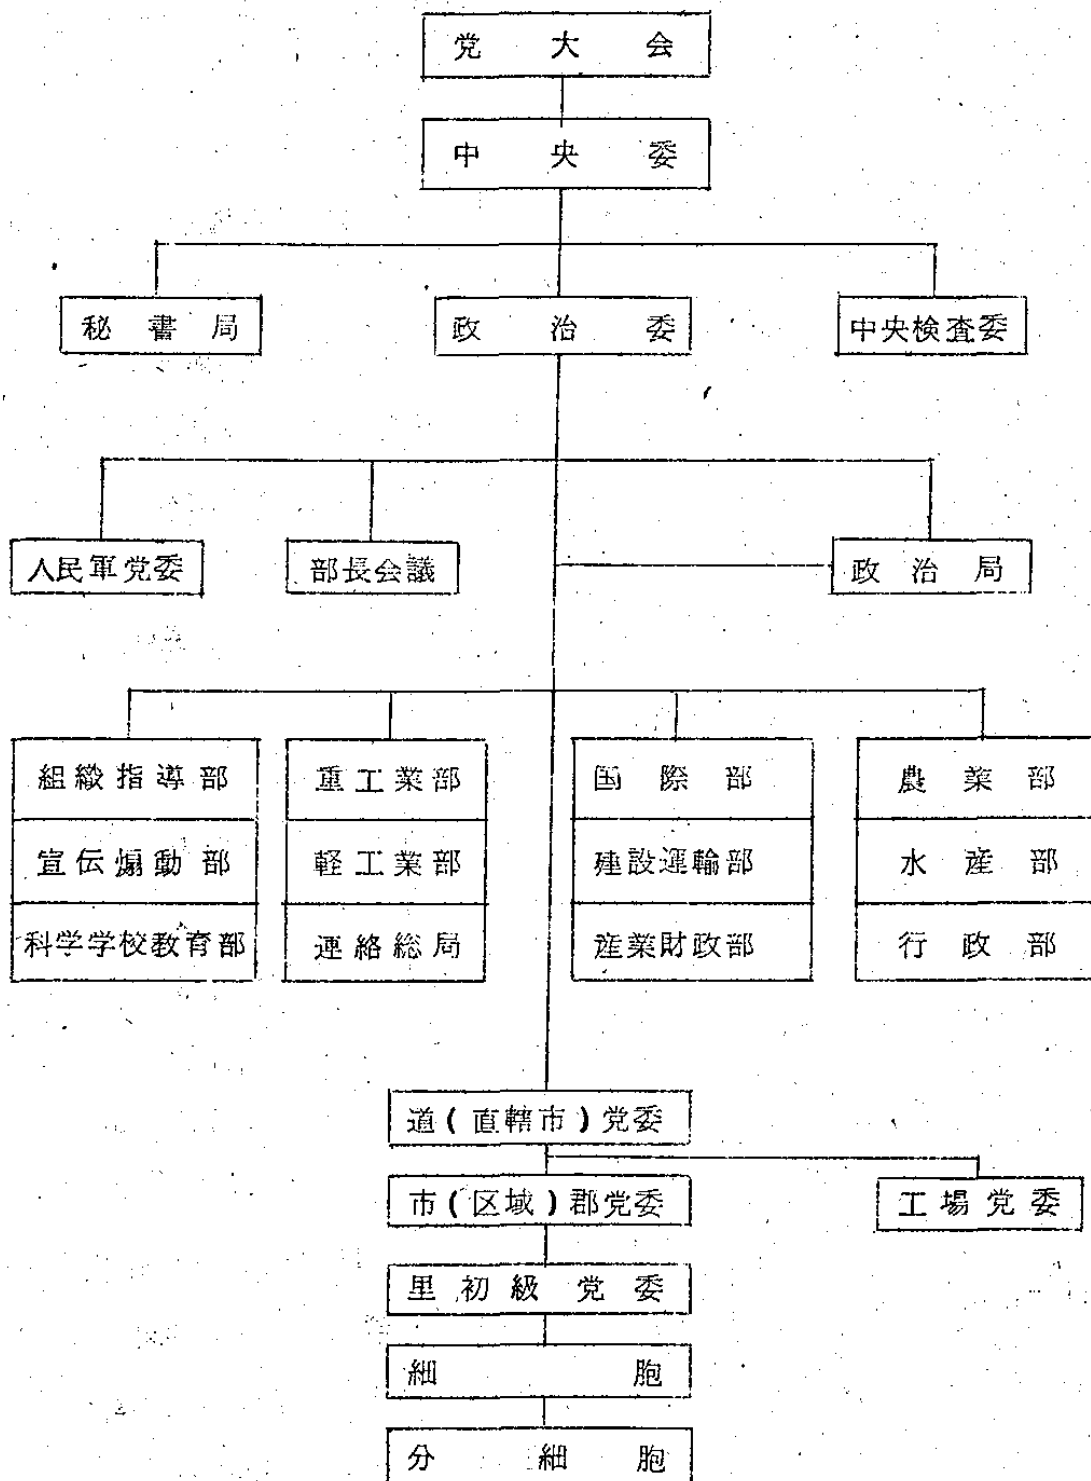 党大会
中央委
秘書局 政治委 中央検査委
人民軍党委 部長会議 政治局
組織指導部 重工業部 国際部 農業部
宣伝煽動部 軽工業部 建設運輸部 水産部
科学学校教育部 連絡総局 産業財政部 行政部
道(直轄市)党委
市(区域)郡党委 工場党委
里初級党委
細胞
分細胞